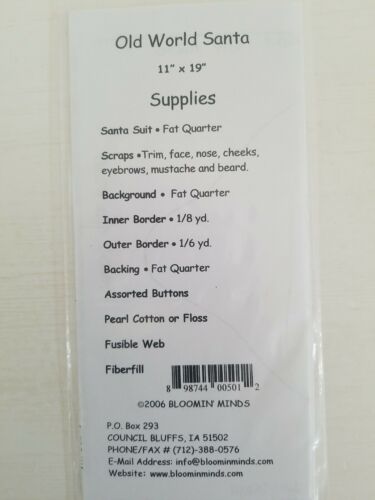 Old World Santa
11" x 19"
Supplies
Santa Suit • Fat Quarter
Scraps •Trim, face, nose, cheeks,
eyebrows, mustache and beard.
Background • Fat Quarter
Inner Border • 1/8 yd.
Outer Border • 1/6 yd.
Backing • Fat Quarter
Assorted Buttons
Pearl Cotton or Floss
Fusible Web
Fiberfill
8 98744 00501 2
©2006 BLOOMIN' MINDS
P.O. Box 293
COUNCIL BLUFFS, IA 51502
PHONE/FAX # (712)-388-0576
E-Mail Address: info@bloominminds.com
Website: www.bloominminds.com